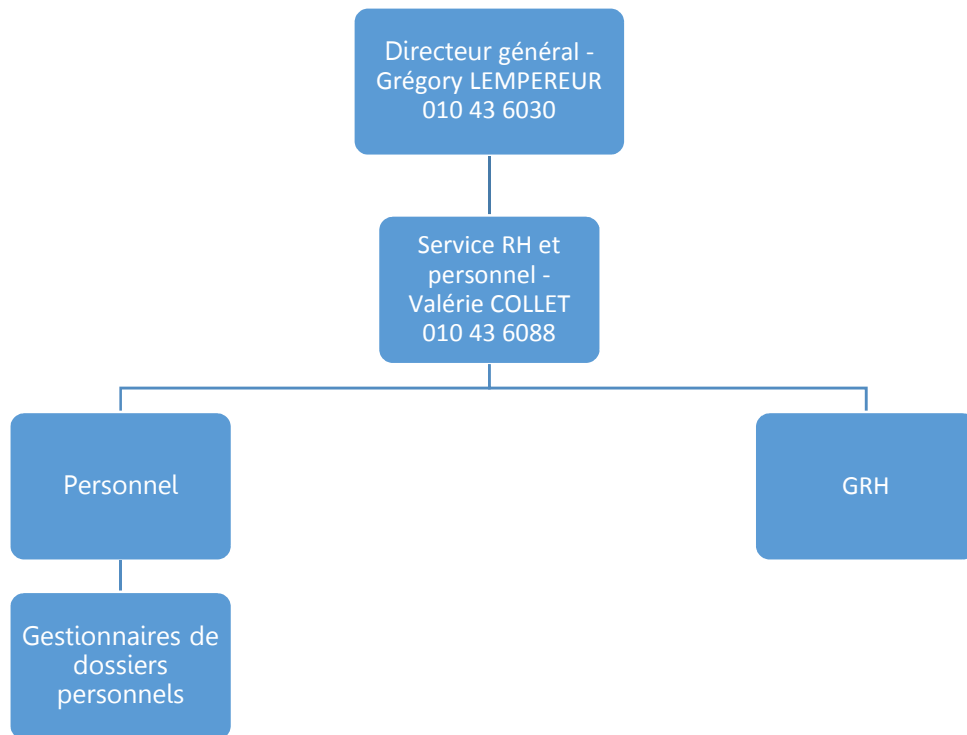 Directeur général -
Grégory LEMPEREUR
010 43 6030
Service RH et
personnel -
Valérie COLLET
010 43 6088
Personnel
GRH
Gestionnaires de
dossiers
personnels